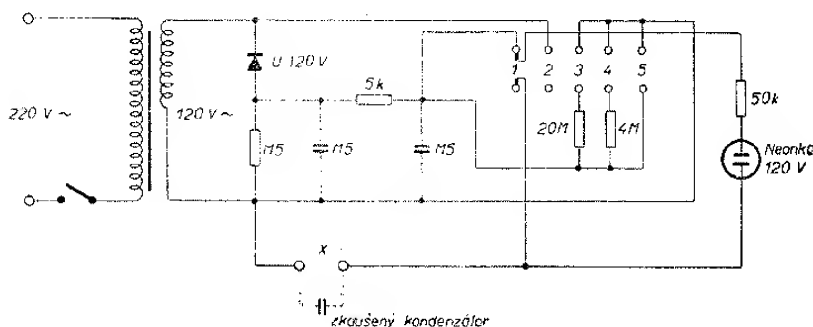 220 V ~
120 V ~
U 120 V
5k
M5
M5
M5
1
2
3
4
5
20M
4M
50k
Neonka
120 V
x
zkoušený kondenzátor